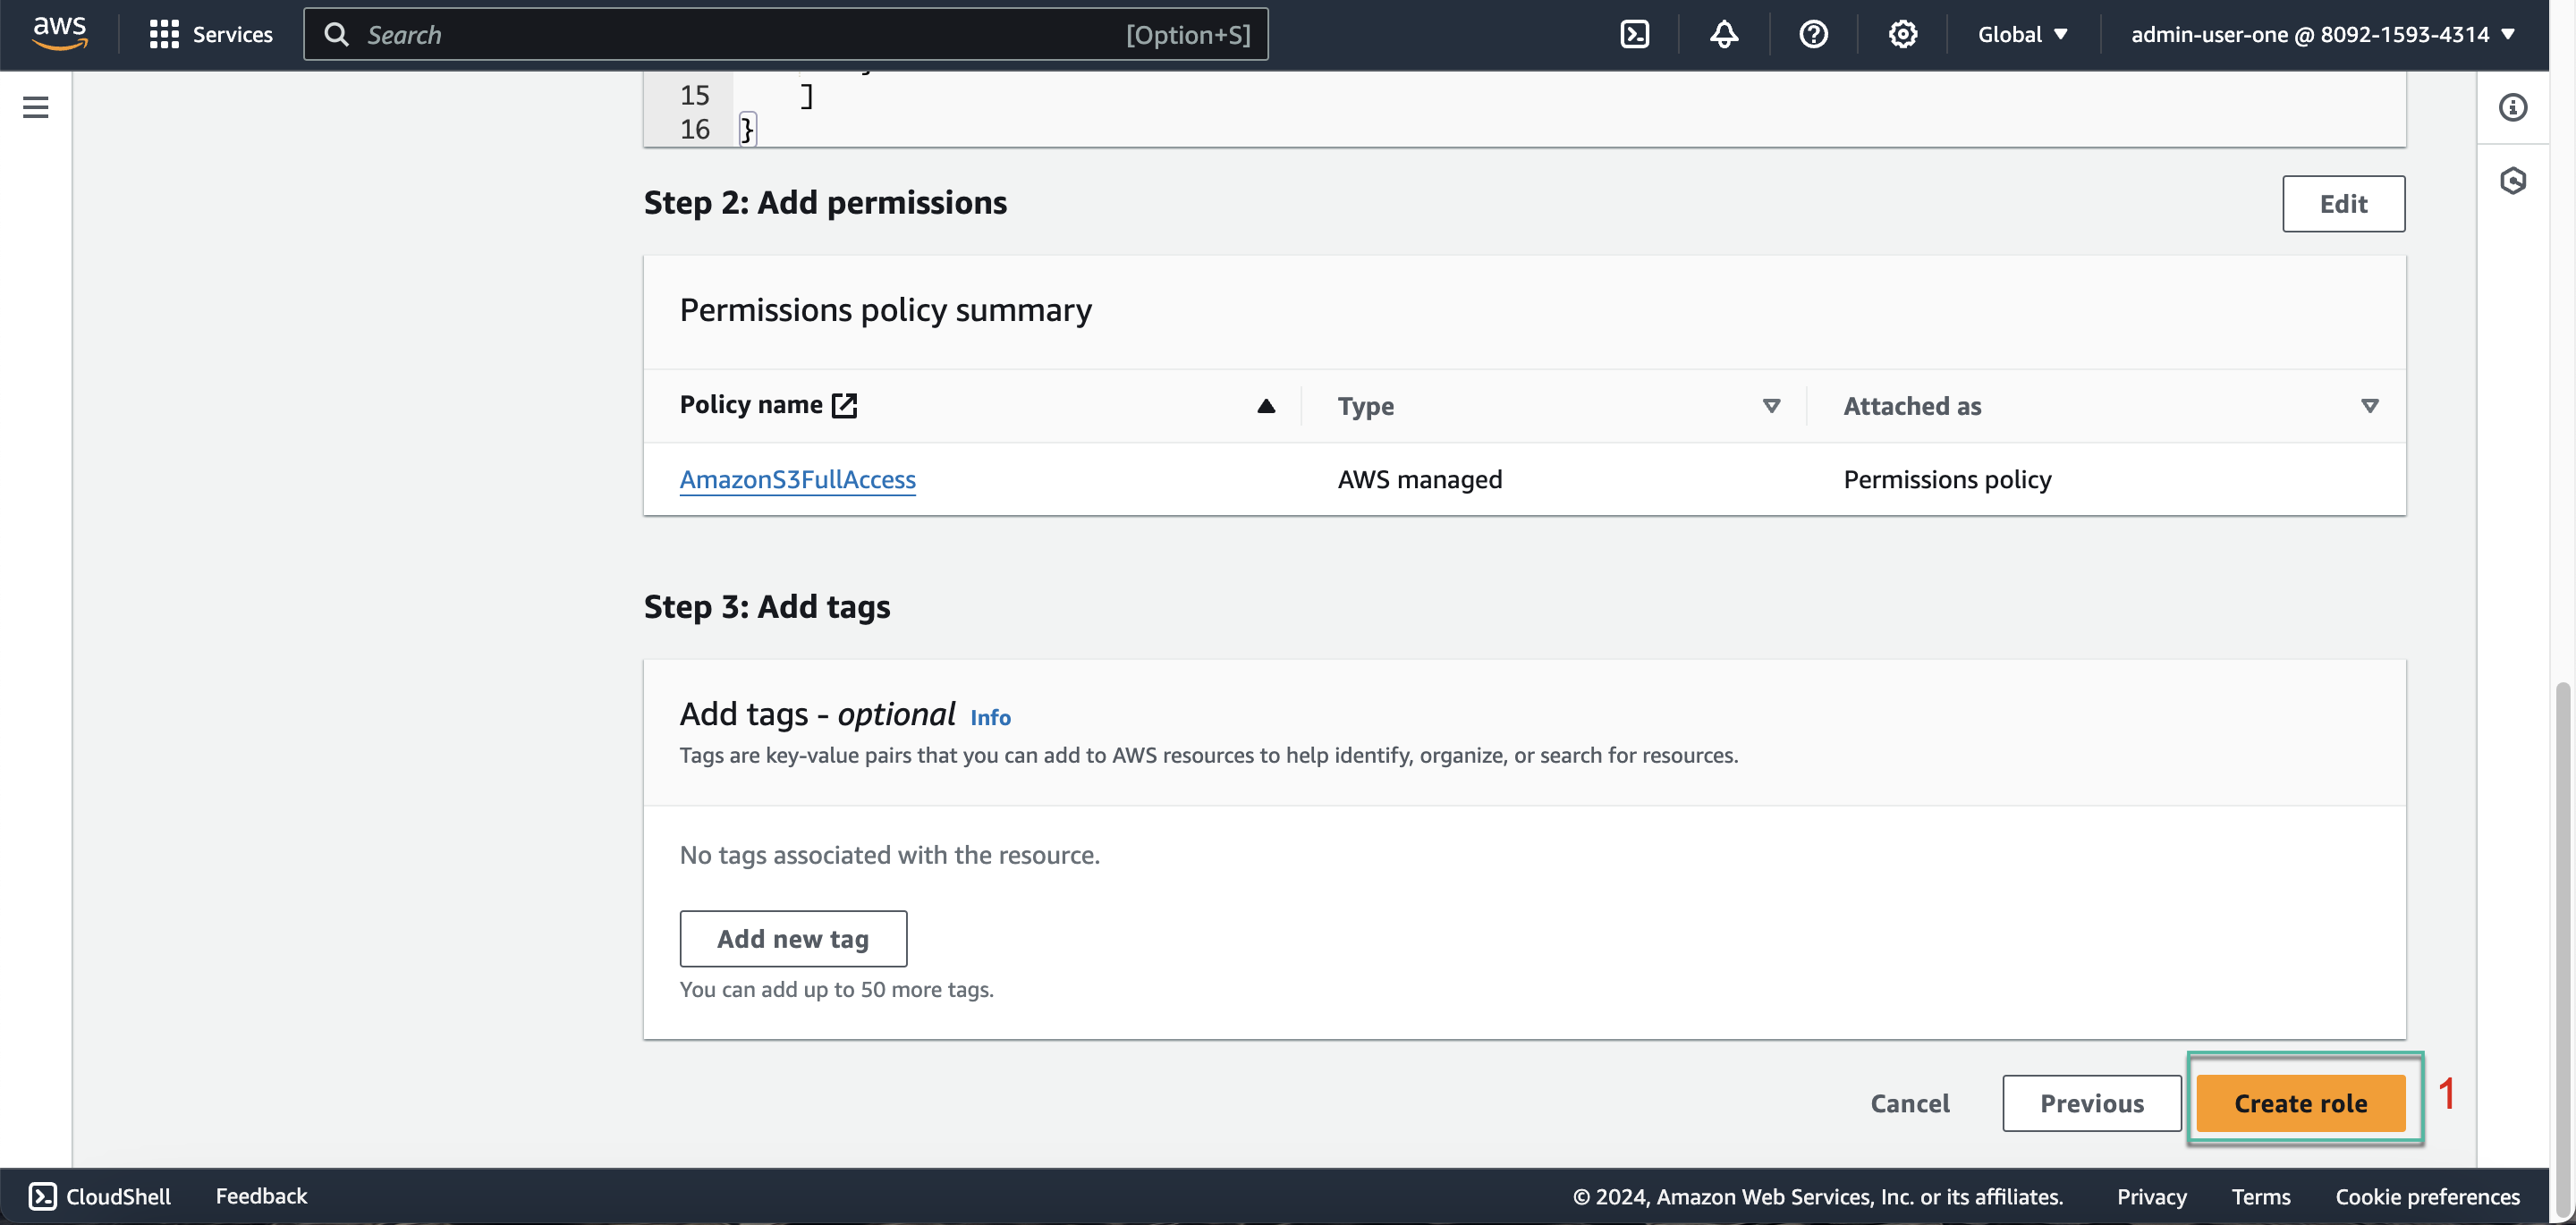 aws Services Search [Option+S] Global admin-user-one @ 8092-1593-4314
15 ]
16 }
Step 2: Add permissions Edit
Permissions policy summary
Policy name Type Attached as
AmazonS3FullAccess AWS managed Permissions policy
Step 3: Add tags
Add tags - optional Info
Tags are key-value pairs that you can add to AWS resources to help identify, organize, or search for resources.
No tags associated with the resource.
Add new tag
You can add up to 50 more tags.
Cancel Previous Create role 1
CloudShell Feedback © 2024, Amazon Web Services, Inc. or its affiliates. Privacy Terms Cookie preferences